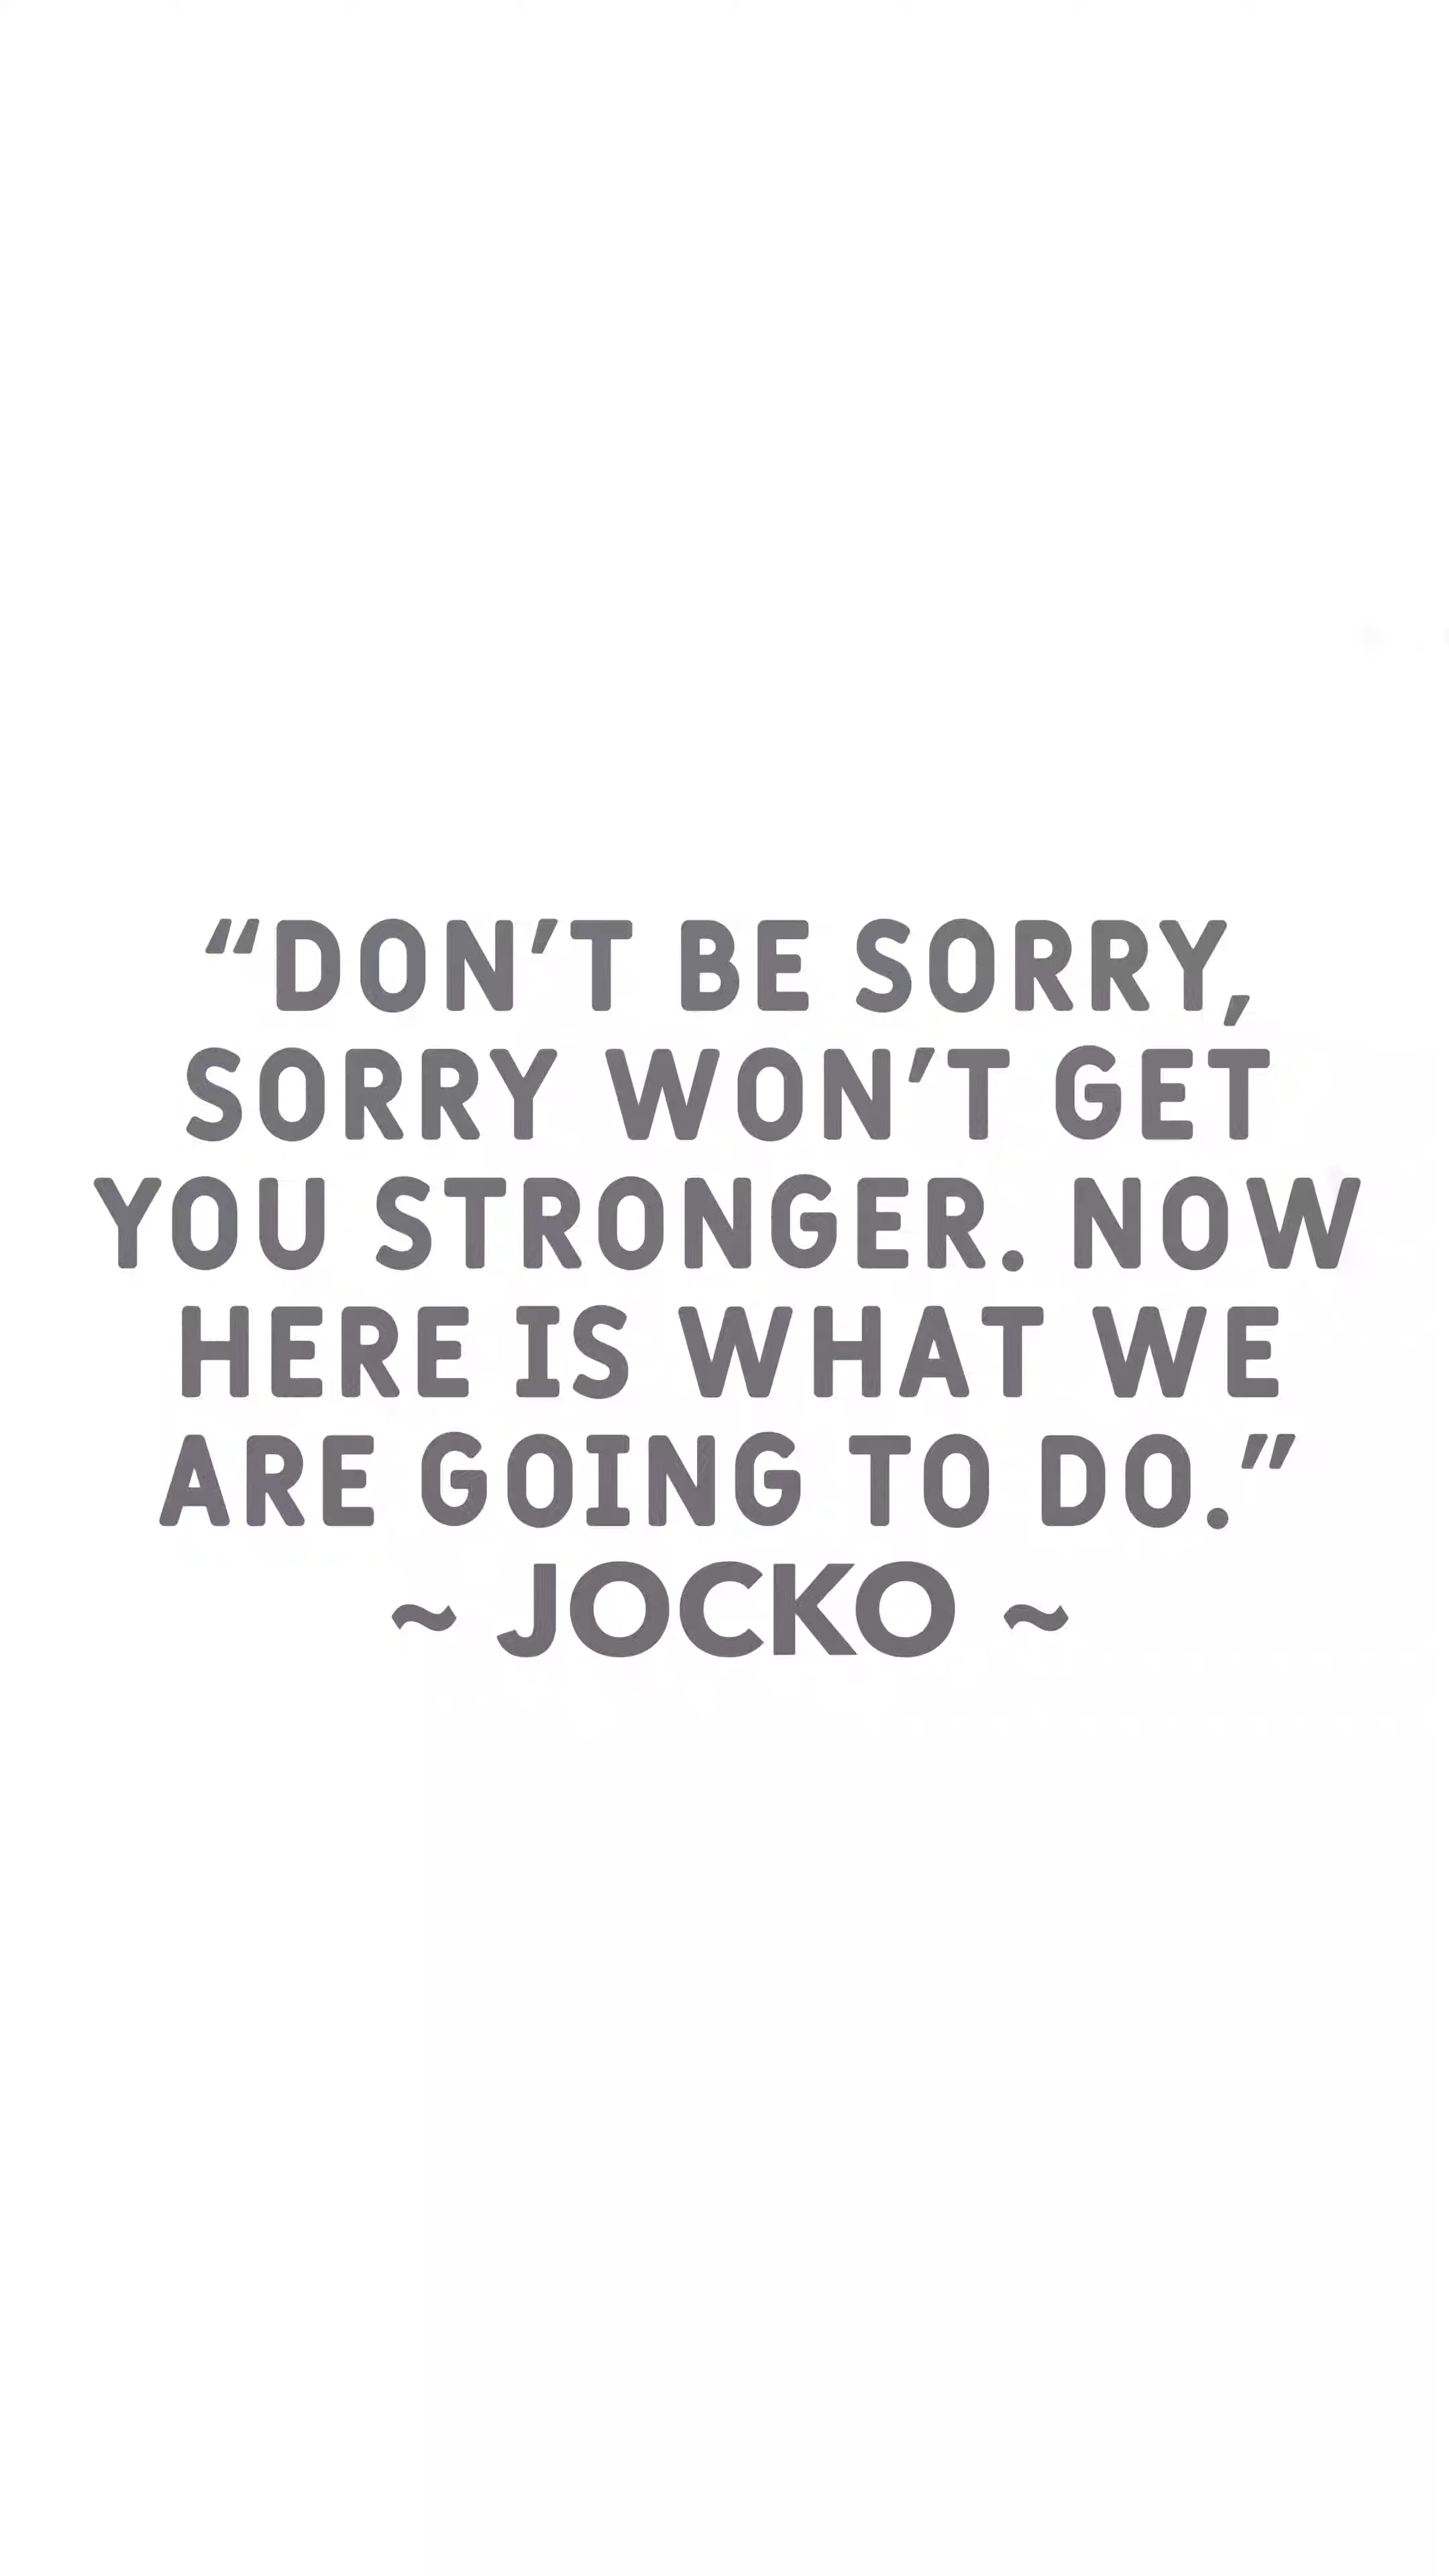 “DON’T BE SORRY,
SORRY WON’T GET
YOU STRONGER. NOW
HERE IS WHAT WE
ARE GOING TO DO.”
~ JOCKO ~